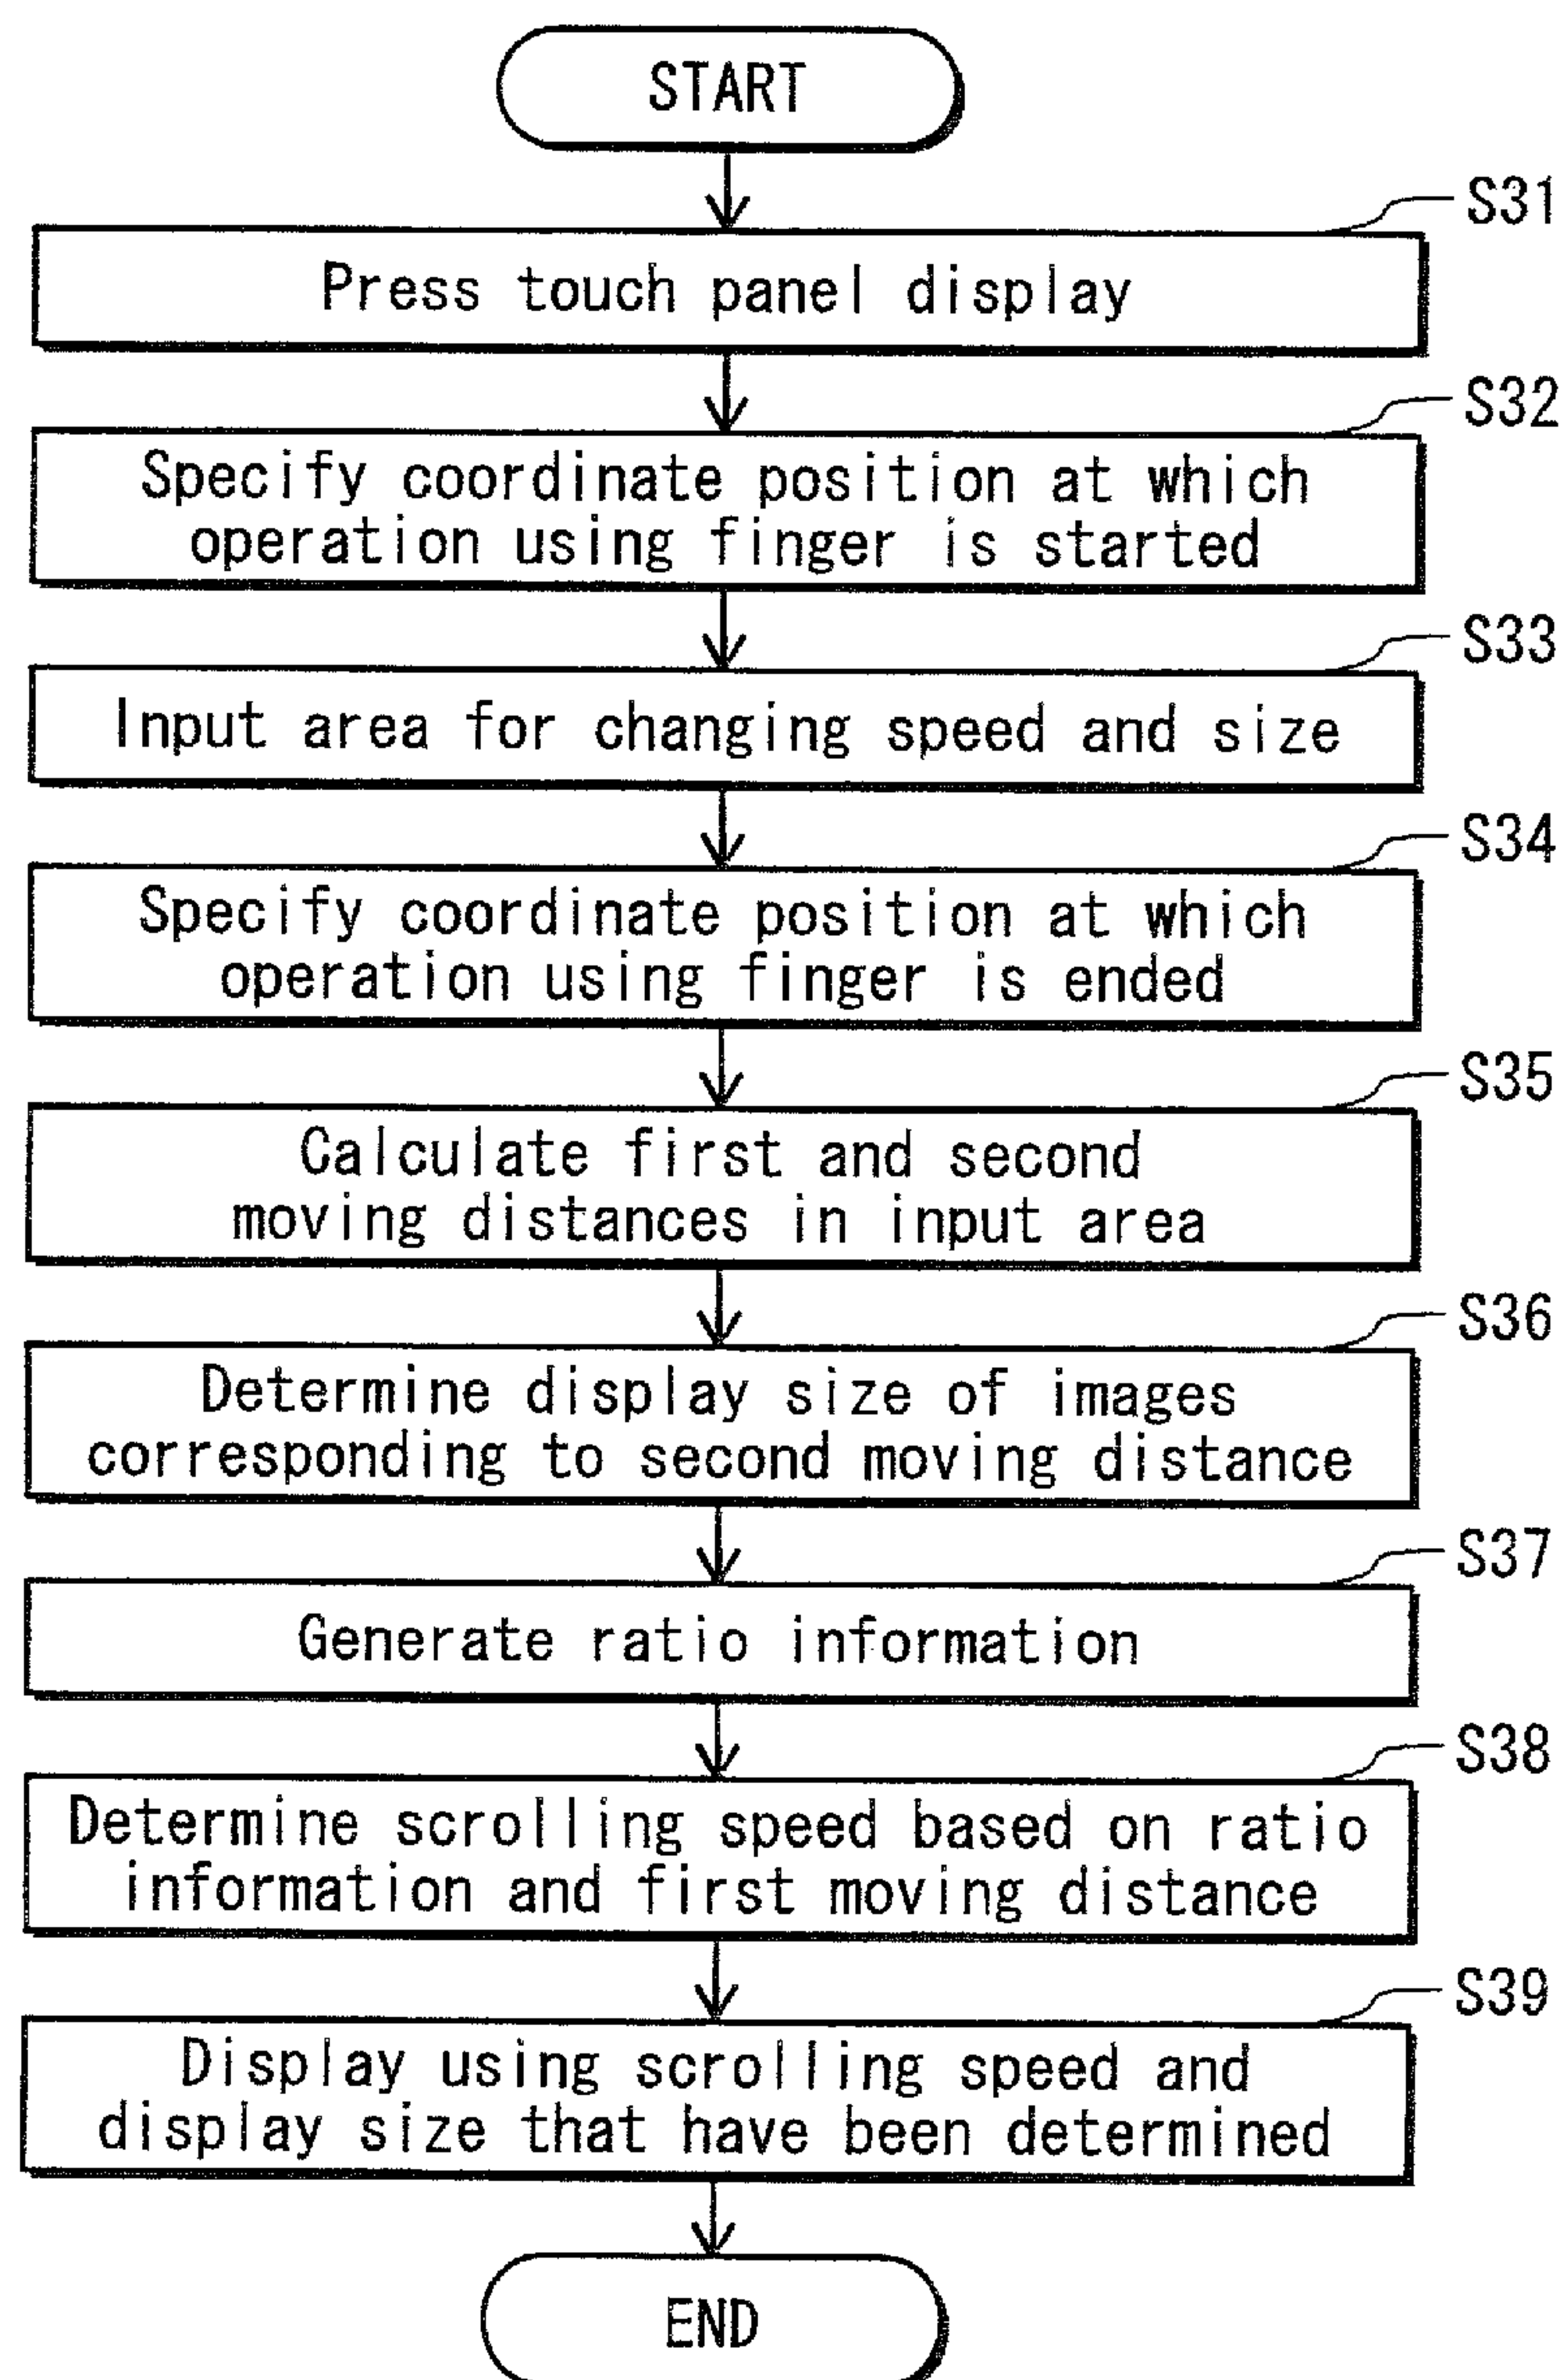 START
S31
Press touch panel display
S32
Specify coordinate position at which
operation using finger is started
S33
Input area for changing speed and size
S34
Specify coordinate position at which
operation using finger is ended
S35
Calculate first and second
moving distances in input area
S36
Determine display size of images
corresponding to second moving distance
S37
Generate ratio information
S38
Determine scrolling speed based on ratio
information and first moving distance
S39
Display using scrolling speed and
display size that have been determined
END